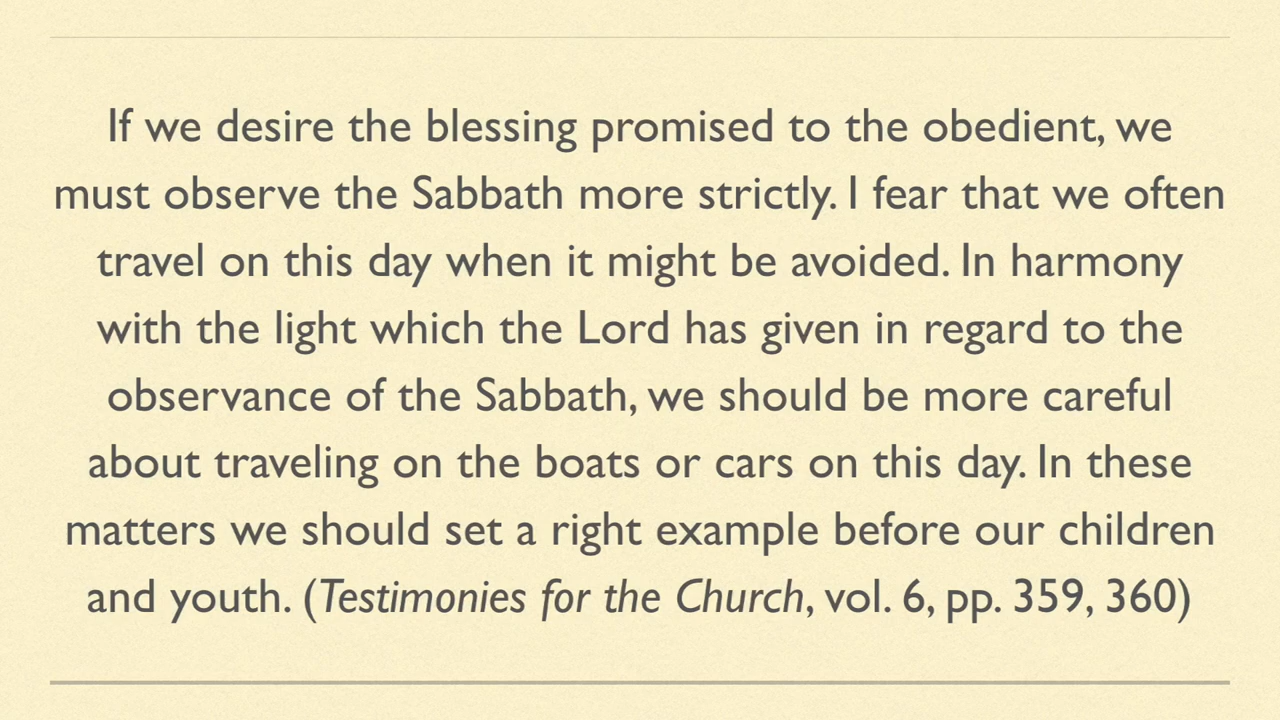 If we desire the blessing promised to the obedient, we
must observe the Sabbath more strictly. I fear that we often
travel on this day when it might be avoided. In harmony
with the light which the Lord has given in regard to the
observance of the Sabbath, we should be more careful
about traveling on the boats or cars on this day. In these
matters we should set a right example before our children
and youth. (Testimonies for the Church, vol. 6, pp. 359, 360)